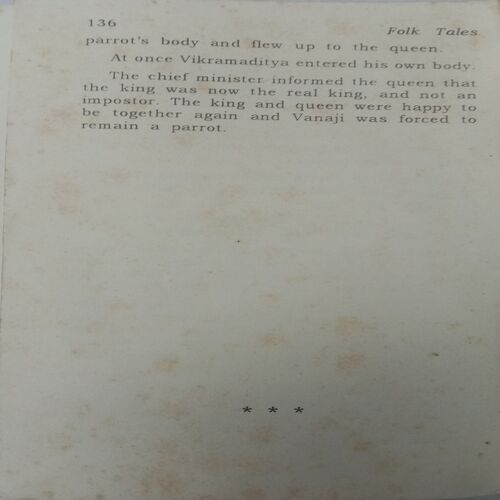 136
Folk Tales
parrot's body and flew up to the queen.
At once Vikramaditya entered his own body.
The chief minister informed the queen that
the king was now the real king, and not an
impostor. The king and queen were happy to
be together again and Vanaji was forced to
remain a parrot.
* * *